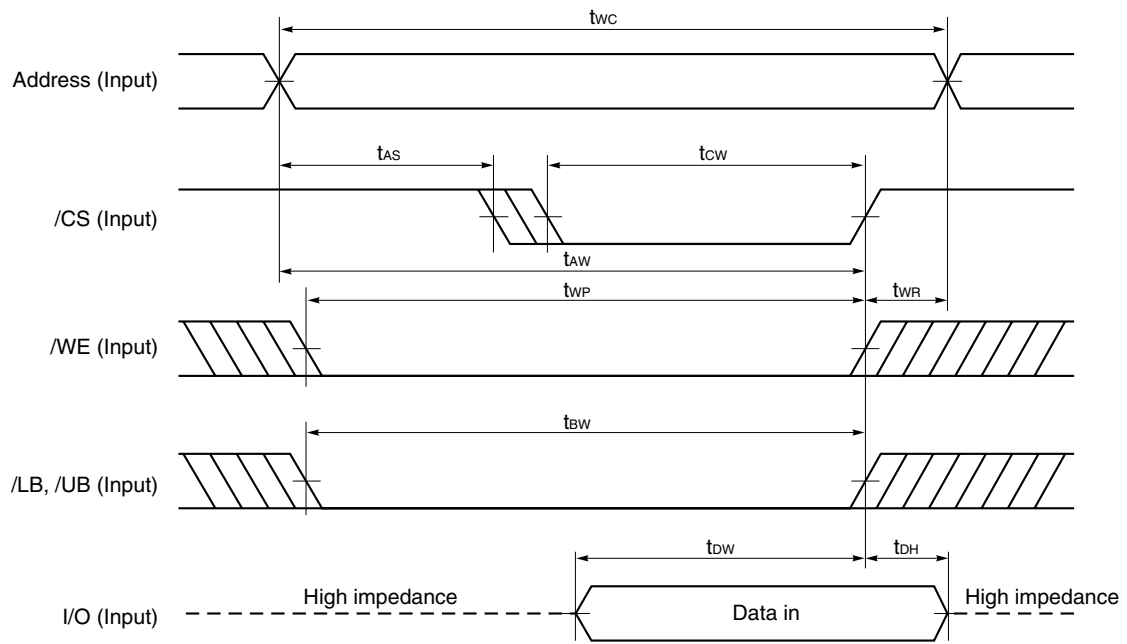 tWC
Address (Input)
tAS
tCW
/CS (Input)
tAW
tWP
tWR
/WE (Input)
tBW
/LB, /UB (Input)
tDW
tDH
I/O (Input)
High impedance
Data in
High impedance